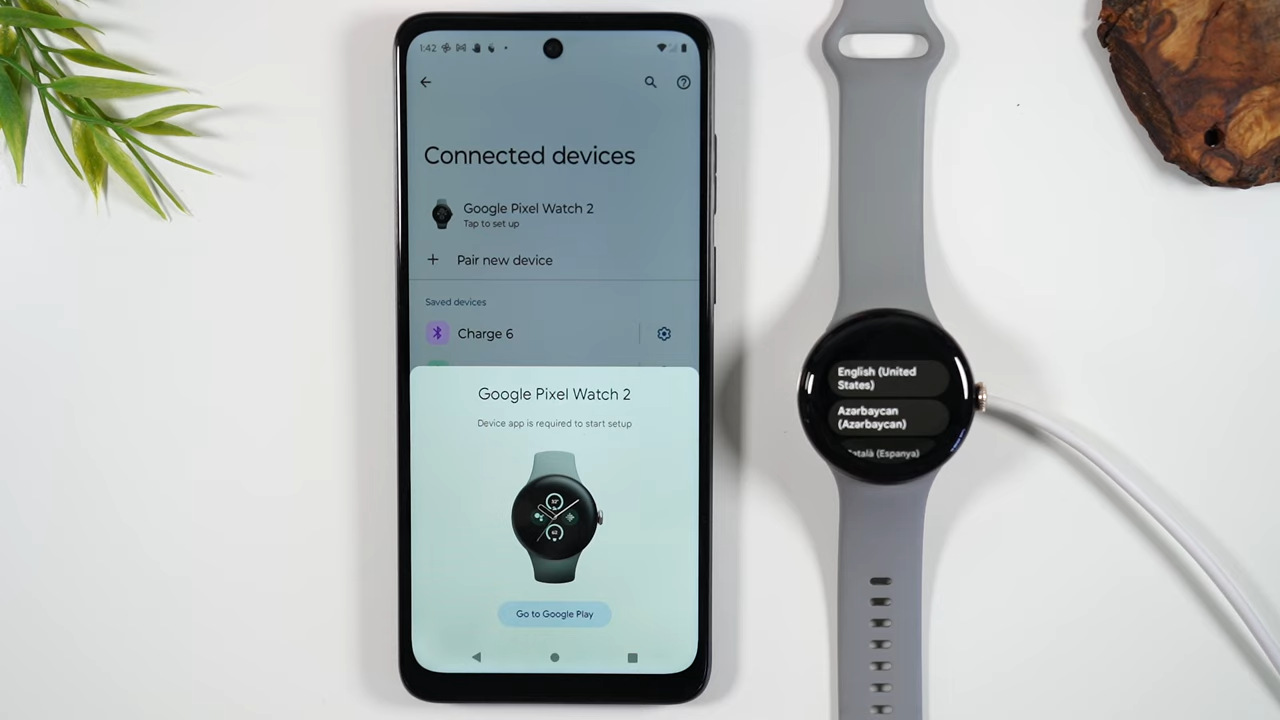 1:42
Connected devices
Google Pixel Watch 2
Tap to set up
Pair new device
Saved devices
Charge 6
Google Pixel Watch 2
Device app is required to start setup
Go to Google Play
English (United
States)
Azərbaycan
(Azərbaycan)
Català (Espanya)